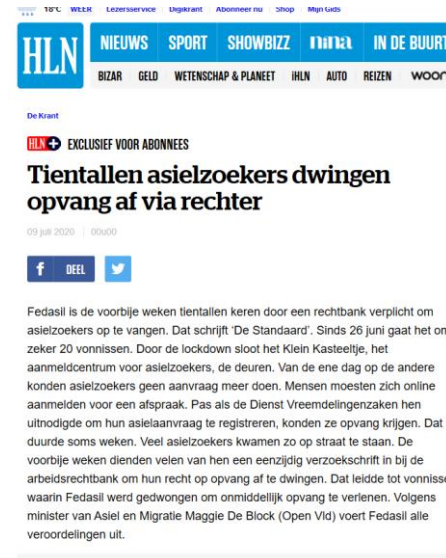 18°C WEER Lezersservice Digikrant Abonneer nu Shop Mijn Gids
HLN NIEUWS SPORT SHOWBIZZ nina IN DE BUURT
BIZAR GELD WETENSCHAP & PLANEET iHLN AUTO REIZEN WOON
De Krant
HLN + EXCLUSIEF VOOR ABONNEES
Tientallen asielzoekers dwingen
opvang af via rechter
09 juli 2020 | 00u00
f DEEL
Fedasil is de voorbije weken tientallen keren door een rechtbank verplicht om
asielzoekers op te vangen. Dat schrijft 'De Standaard'. Sinds 26 juni gaat het om
zeker 20 vonnissen. Door de lockdown sloot het Klein Kasteeltje, het
aanmeldcentrum voor asielzoekers, de deuren. Van de ene dag op de andere
konden asielzoekers geen aanvraag meer doen. Mensen moesten zich online
aanmelden voor een afspraak. Pas als de Dienst Vreemdelingenzaken hen
uitnodigde om hun asielaanvraag te registreren, konden ze opvang krijgen. Dat
duurde soms weken. Veel asielzoekers kwamen zo op straat te staan. De
voorbije weken dienden velen van hen een eenzijdig verzoekschrift in bij de
arbeidsrechtbank om hun recht op opvang af te dwingen. Dat leidde tot vonnisse
waarin Fedasil werd gedwongen om onmiddellijk opvang te verlenen. Volgens
minister van Asiel en Migratie Maggie De Block (Open Vld) voert Fedasil alle
veroordelingen uit.